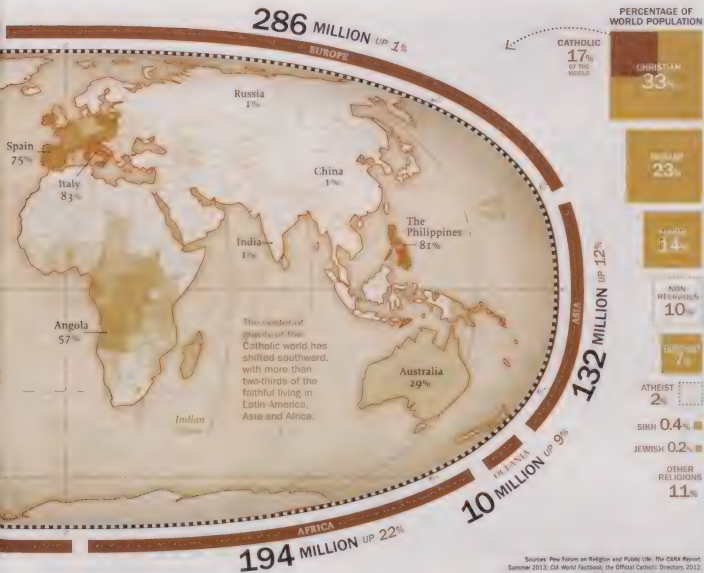 286 MILLION UP 1%
EUROPE
PERCENTAGE OF
WORLD POPULATION
CATHOLIC
17%
OF THE
WORLD
CHRISTIAN
33%
23%
14%
NON
RELIGIOUS
10%
BUDDHIST
7%
ATHEIST
2%
SIKH 0.4%
JEWISH 0.2%
OTHER
RELIGIONS
11%
Russia
1%
Spain
75%
Italy
83%
China
1%
India
1%
The
Philippines
81%
Angola
57%
The center of
gravity of the
Catholic world has
shifted southward,
with more than
two-thirds of the
faithful living in
Latin America,
Asia and Africa.
Australia
29%
Indian
ASIA
132 MILLION UP 12%
OCEANIA
10 MILLION UP 9%
AFRICA
194 MILLION UP 22%
Sources: Pew Forum on Religion and Public Life. The CARA Report,
Summer 2013; CIA World Factbook; the Official Catholic Directory, 2012;